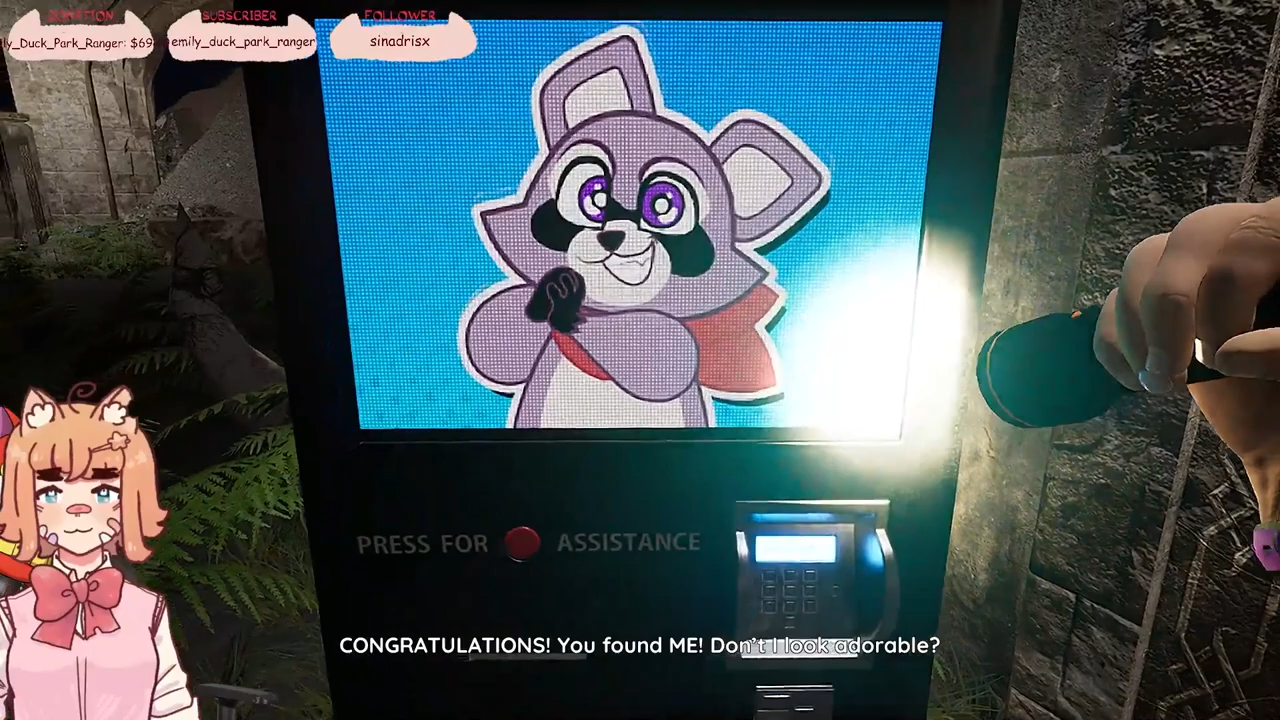 DONATION
SUBSCRIBER
FOLLOWER
ly_Duck_Park_Ranger: $69
emily_duck_park_ranger
sinadrisx
PRESS FOR ASSISTANCE
CONGRATULATIONS! You found ME! Don't I look adorable?